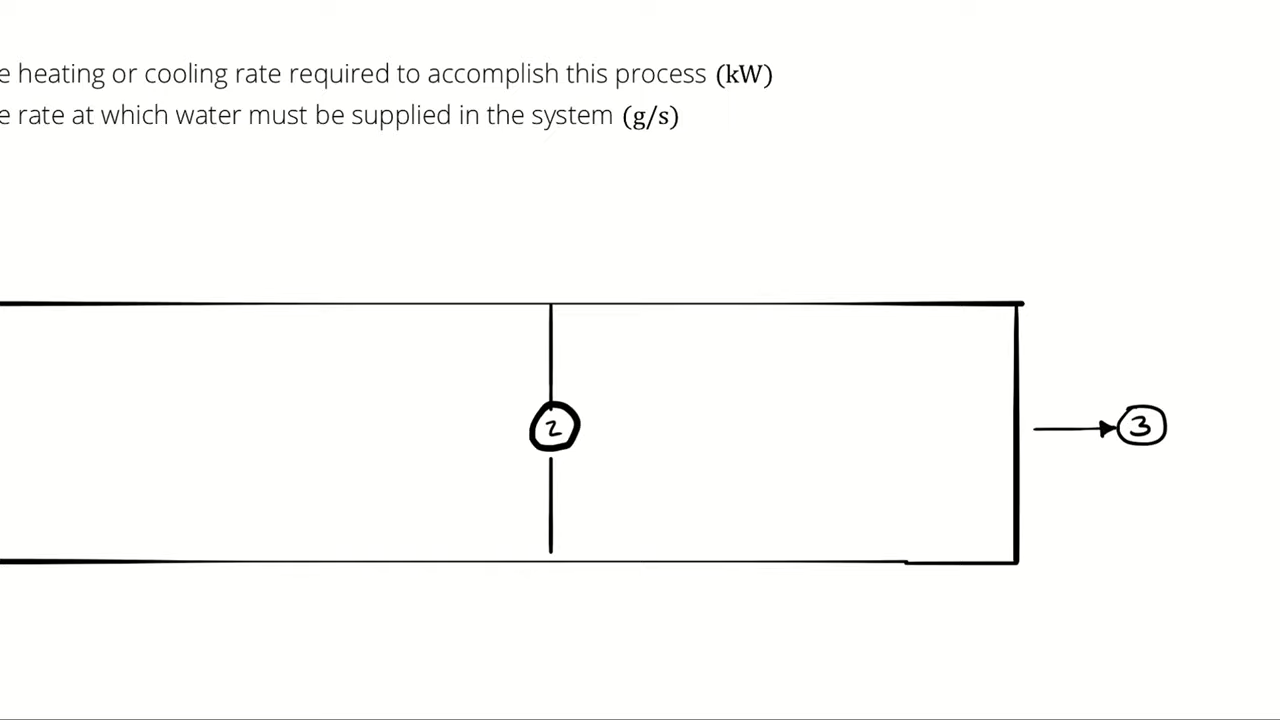 e heating or cooling rate required to accomplish this process (kW)
e rate at which water must be supplied in the system (g/s)
2
3